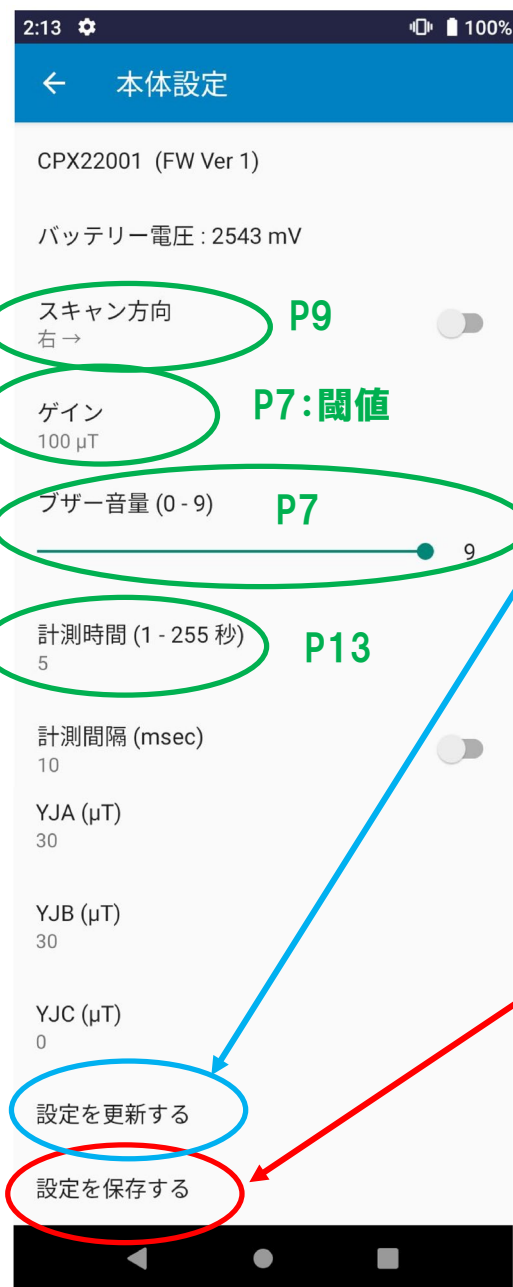 2:13 100%
本体設定
CPX22001 (FW Ver 1)
バッテリー電圧 : 2543 mV
スキャン方向
右 →
P9
ゲイン
100 µT
P7:閾値
ブザー音量 (0 - 9)
P7
9
計測時間 (1 - 255 秒)
5
P13
計測間隔 (msec)
10
YJA (µT)
30
YJB (µT)
30
YJC (µT)
0
設定を更新する
設定を保存する